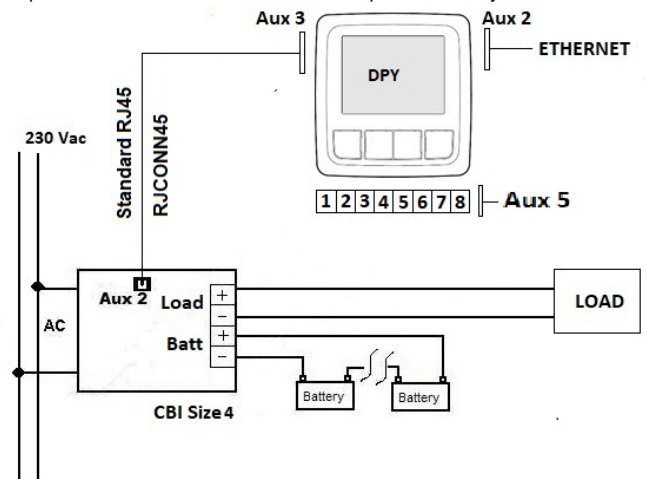 Aux 3
Aux 2
ETHERNET
DPY
Standard RJ45
RJCONN45
230 Vac
1 2 3 4 5 6 7 8
Aux 5
Aux 2
Load
+
-
AC
Batt
+
-
LOAD
Battery
Battery
CBI Size 4